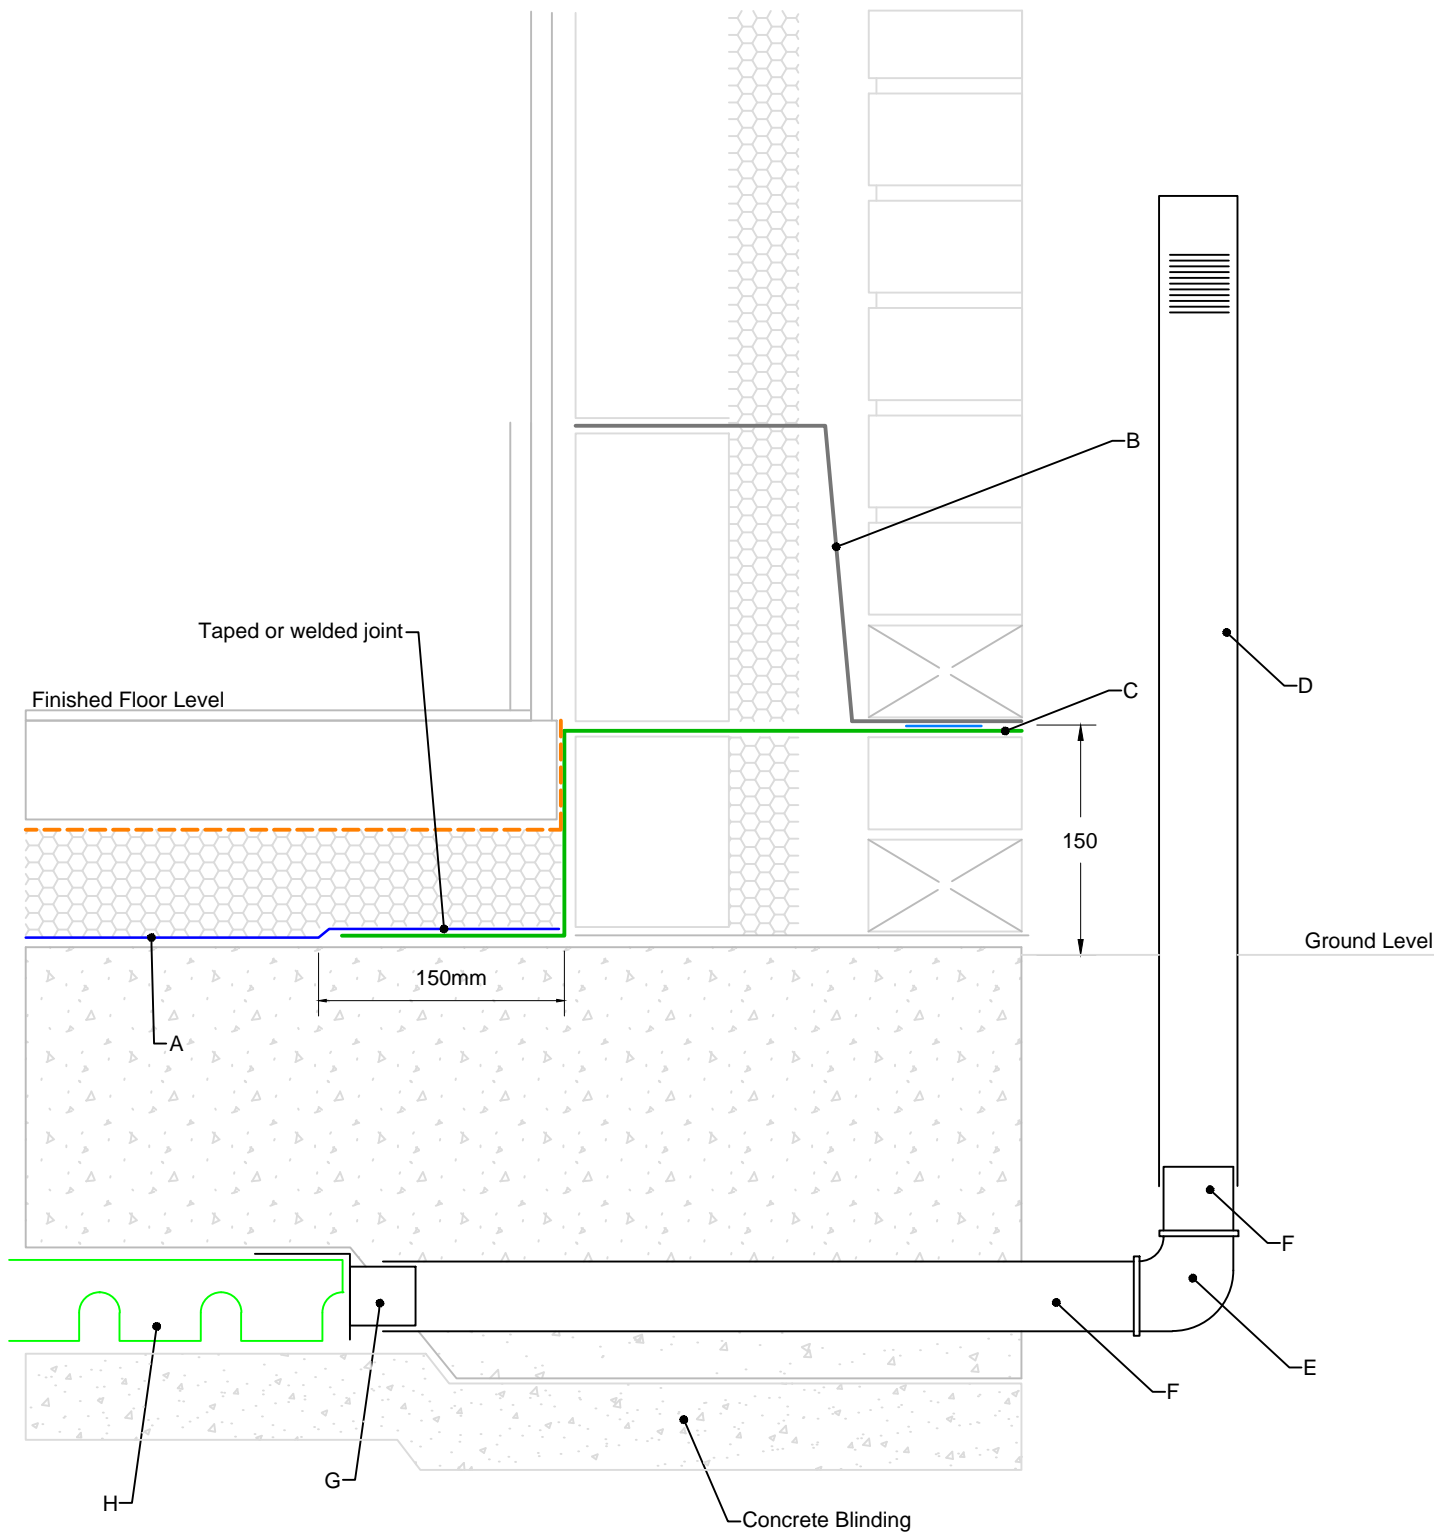 B
Taped or welded joint
D
C
Finished Floor Level
150
Ground Level
150mm
A
F
E
F
G
H
Concrete Blinding